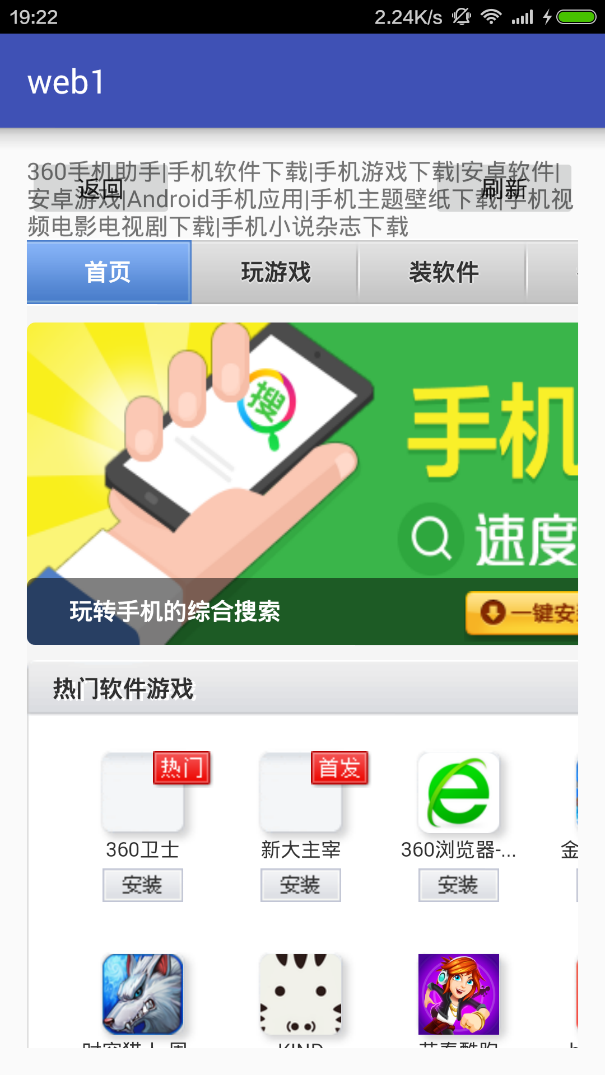 19:22
2.24K/s
web1
360手机助手|手机软件下载|手机游戏下载|安卓软件|
安卓游戏|Android手机应用|手机主题壁纸下载|手机视
频电影电视剧下载|手机小说杂志下载
返回
刷新
首页 玩游戏 装软件
搜
手机
速度
玩转手机的综合搜索
一键安
热门软件游戏
热门 首发
360卫士 新大主宰 360浏览器-... 金
安装 安装 安装